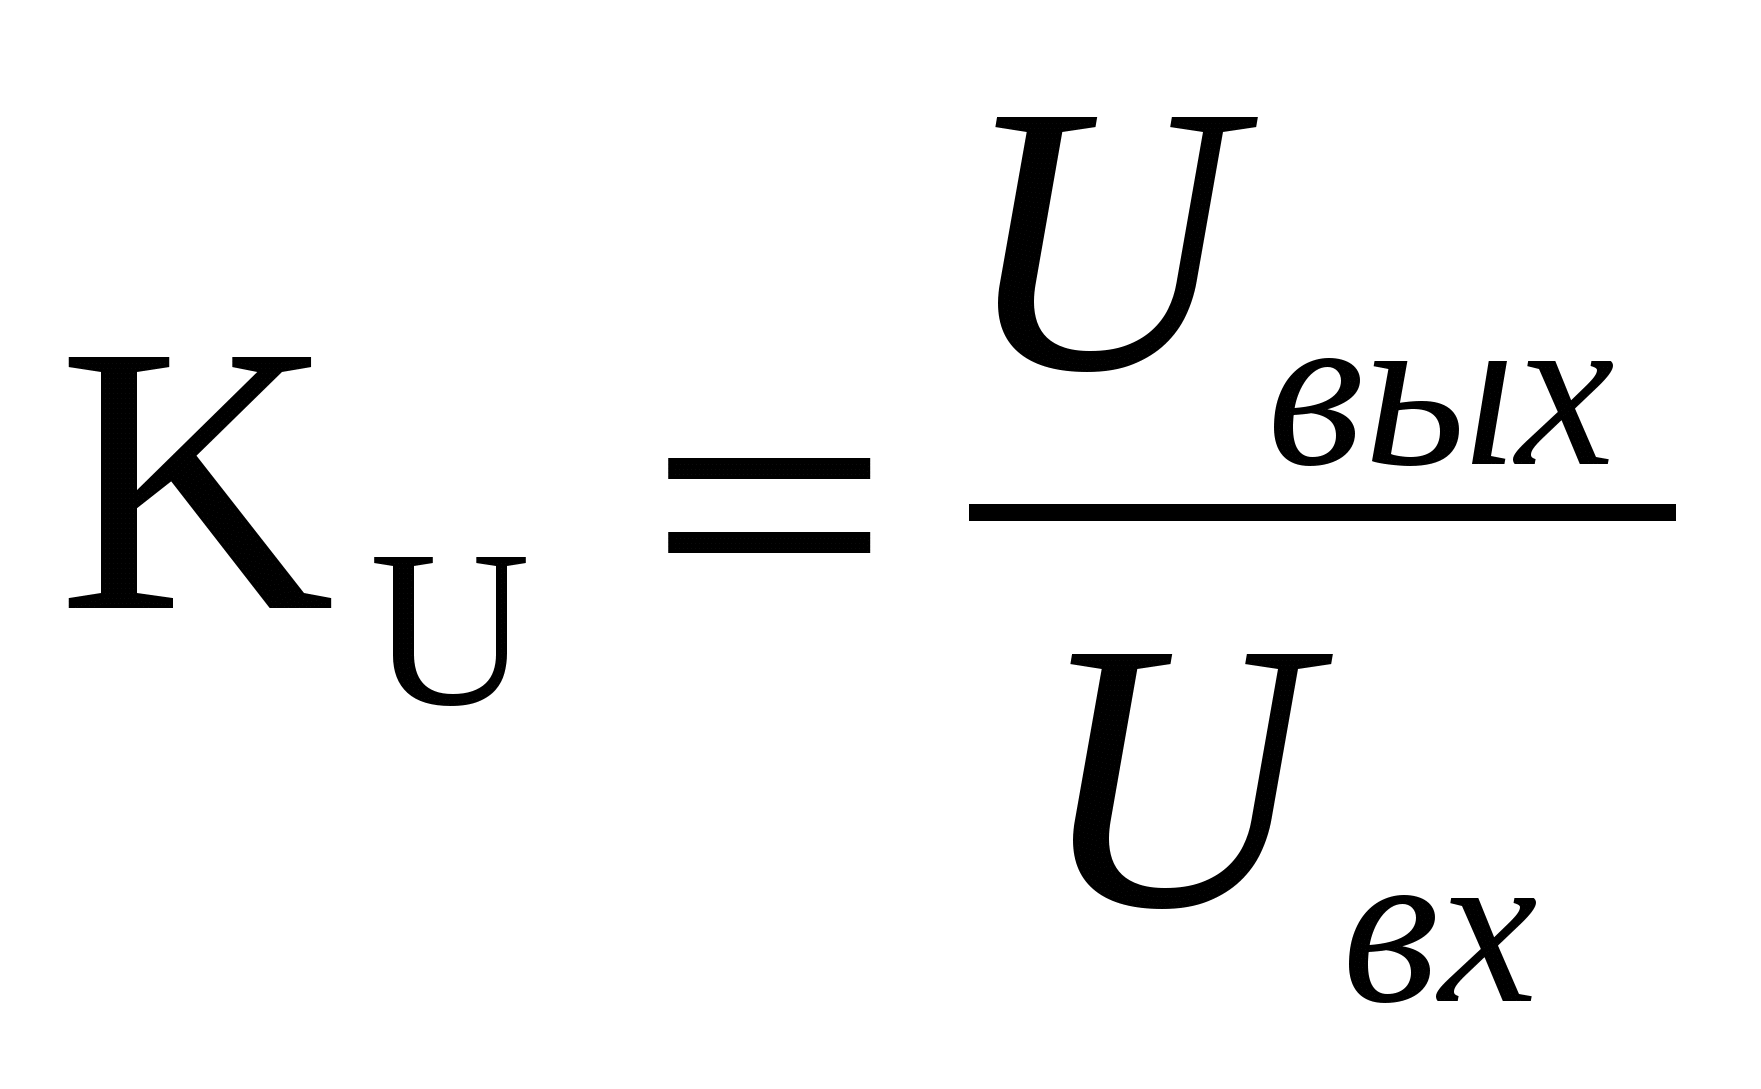 K_U = U_вых / U_вх